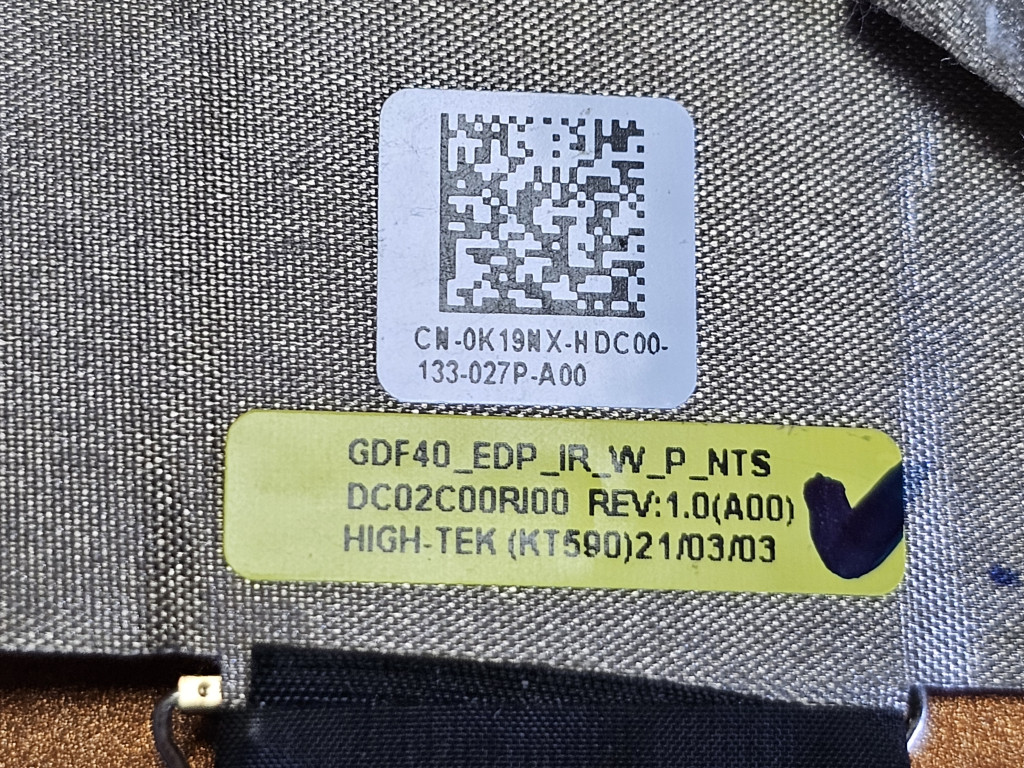 CN-0K19NX-HDC00-
133-027P-A00
GDF40_EDP_IR_W_P_NTS
DC02C00RI00 REV:1.0(A00)
HIGH-TEK (KT590)21/03/03